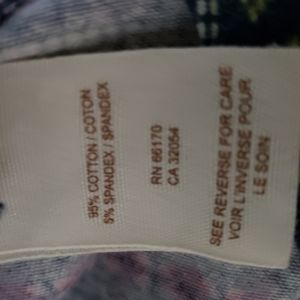 95% COTTON / COTON
5% SPANDEX / SPANDEX
RN 66170
CA 32054
SEE REVERSE FOR CARE
VOIR L'INVERSE POUR
LE SOIN